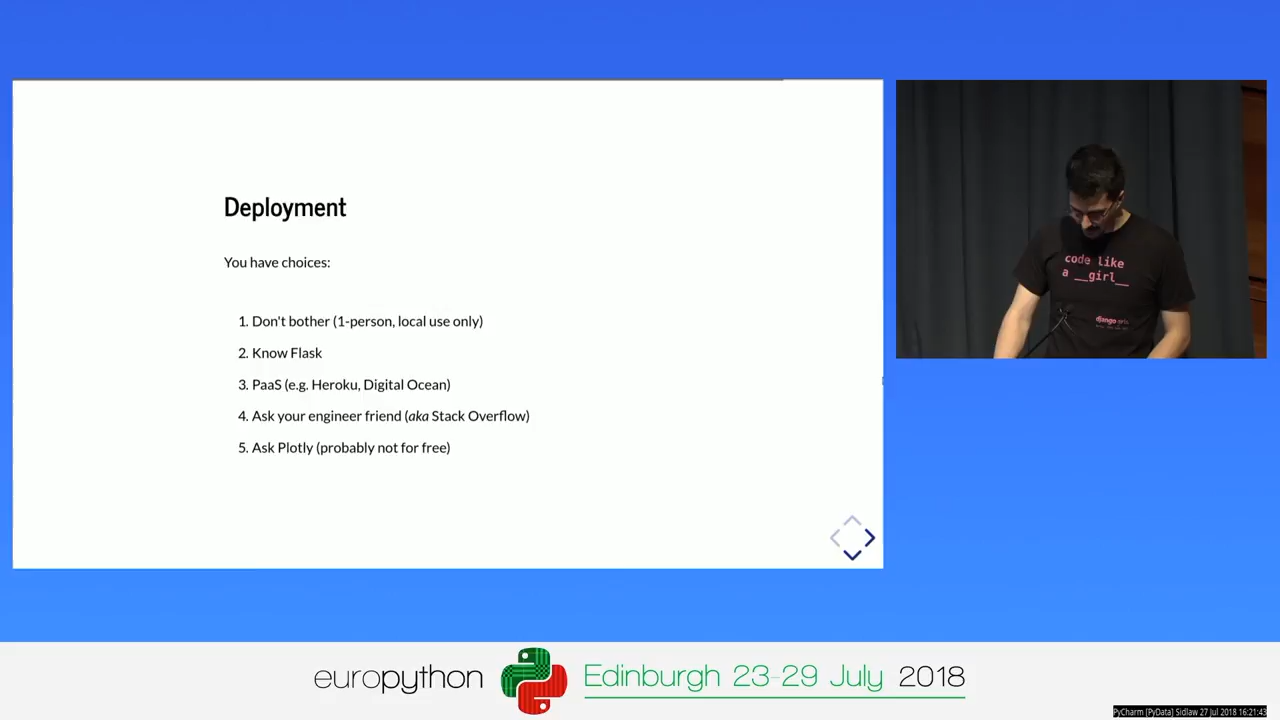 Deployment
You have choices:
1. Don't bother (1-person, local use only)
2. Know Flask
3. PaaS (e.g. Heroku, Digital Ocean)
4. Ask your engineer friend (aka Stack Overflow)
5. Ask Plotly (probably not for free)
code like
a __girl__
europython
Edinburgh 23-29 July 2018
PyCharm [PyData] Sidlaw 27 Jul 2018 16:21:43